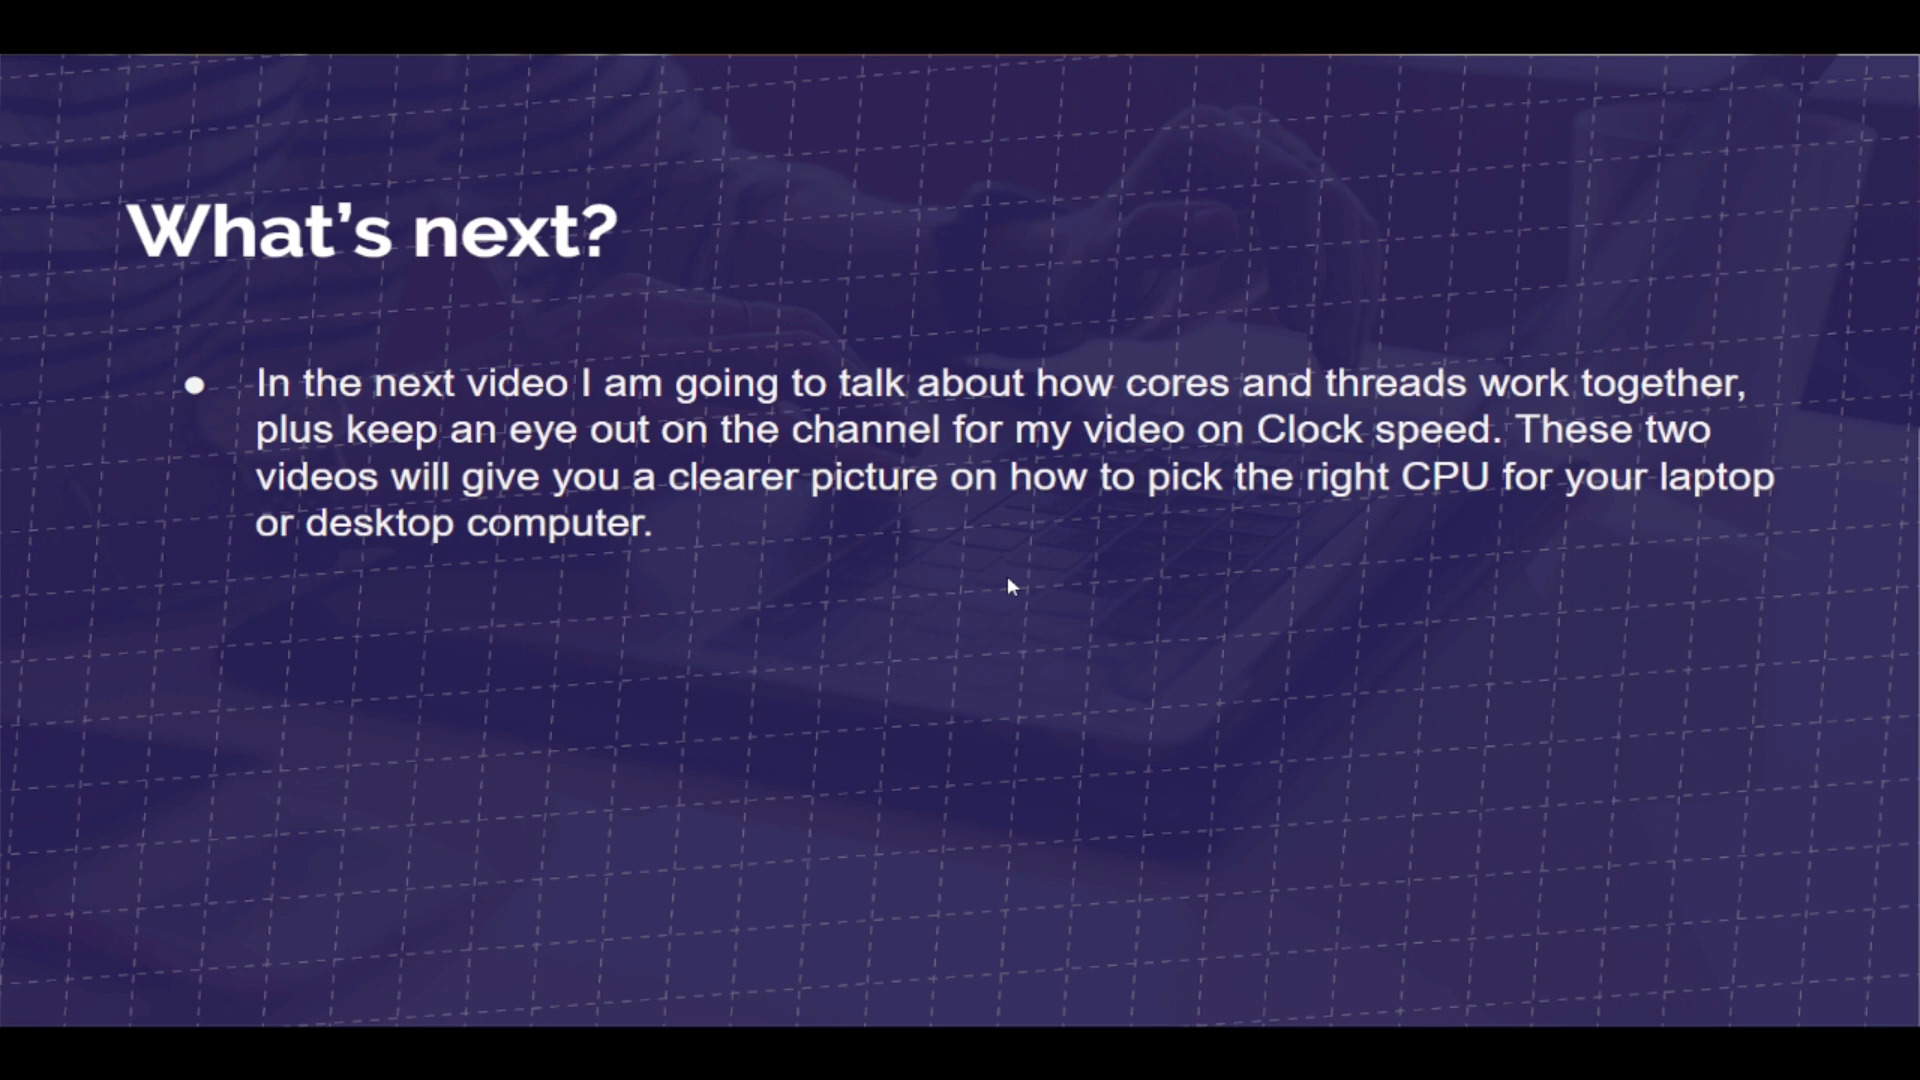 What's next?
● In the next video I am going to talk about how cores and threads work together,
plus keep an eye out on the channel for my video on Clock speed. These two
videos will give you a clearer picture on how to pick the right CPU for your laptop
or desktop computer.